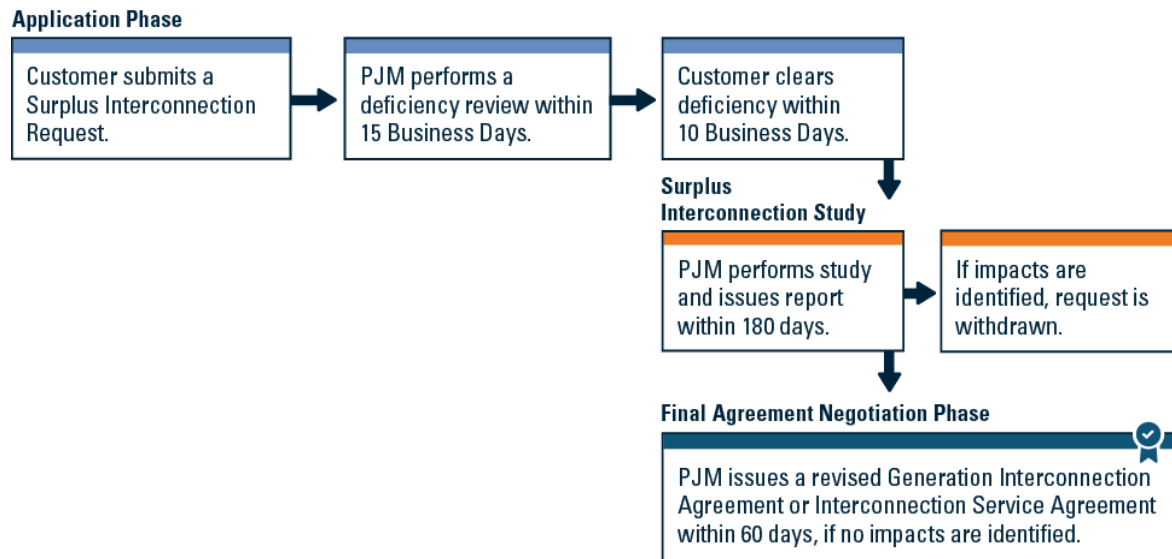 Application Phase
Customer submits a
Surplus Interconnection
Request.
PJM performs a
deficiency review within
15 Business Days.
Customer clears
deficiency within
10 Business Days.
Surplus
Interconnection Study
PJM performs study
and issues report
within 180 days.
If impacts are
identified, request is
withdrawn.
Final Agreement Negotiation Phase
PJM issues a revised Generation Interconnection
Agreement or Interconnection Service Agreement
within 60 days, if no impacts are identified.